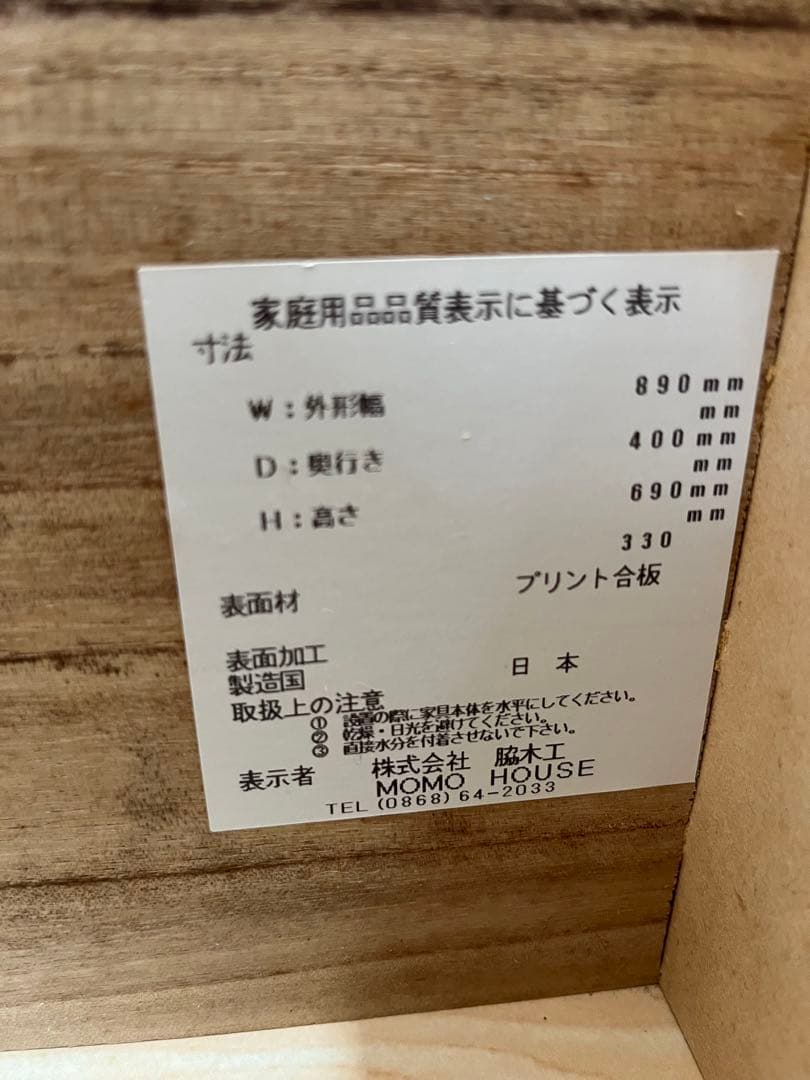 家庭用品品質表示に基づく表示
寸法
W：外形幅 890mm
mm
D：奥行き 400mm
mm
H：高さ 690mm
mm
330
表面材 プリント合板
表面加工
製造国 日本
取扱上の注意
① 設置の際に家具本体を水平にしてください。
② 乾燥・日光を避けてください。
③ 直接水分を付着させないで下さい。
表示者 株式会社 脇木工
MOMO HOUSE
TEL (0868) 64-2033